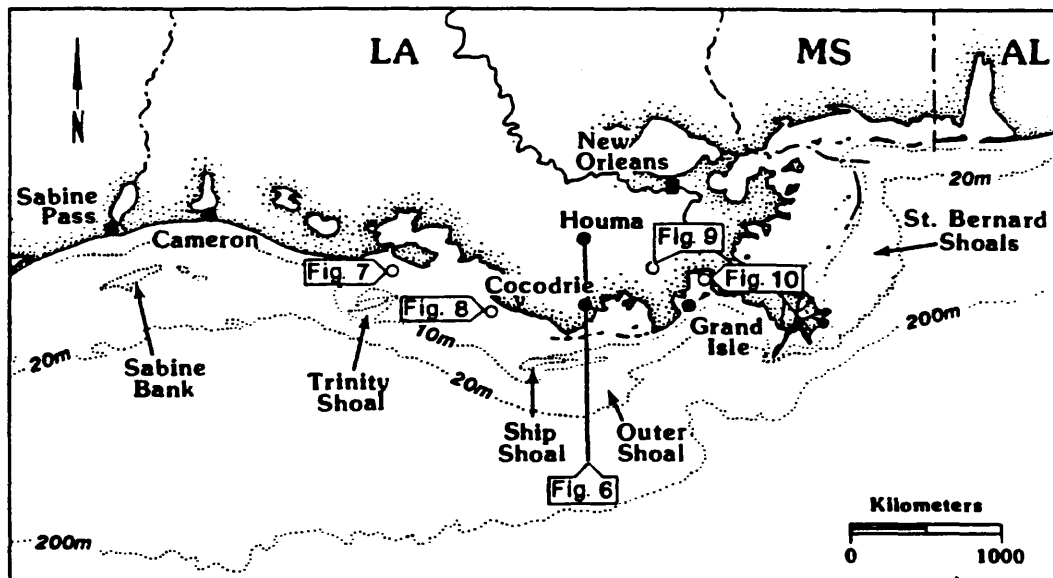 LA
MS
AL
N
New
Orleans
20m
Sabine
Pass
Cameron
Houma
St. Bernard
Shoals
Fig. 9
Fig. 7
Fig. 10
Cocodrie
Fig. 8
Grand
Isle
10m
200m
20m
Sabine
Bank
Trinity
Shoal
20m
Ship
Shoal
Outer
Shoal
Fig. 6
Kilometers
200m
0
1000